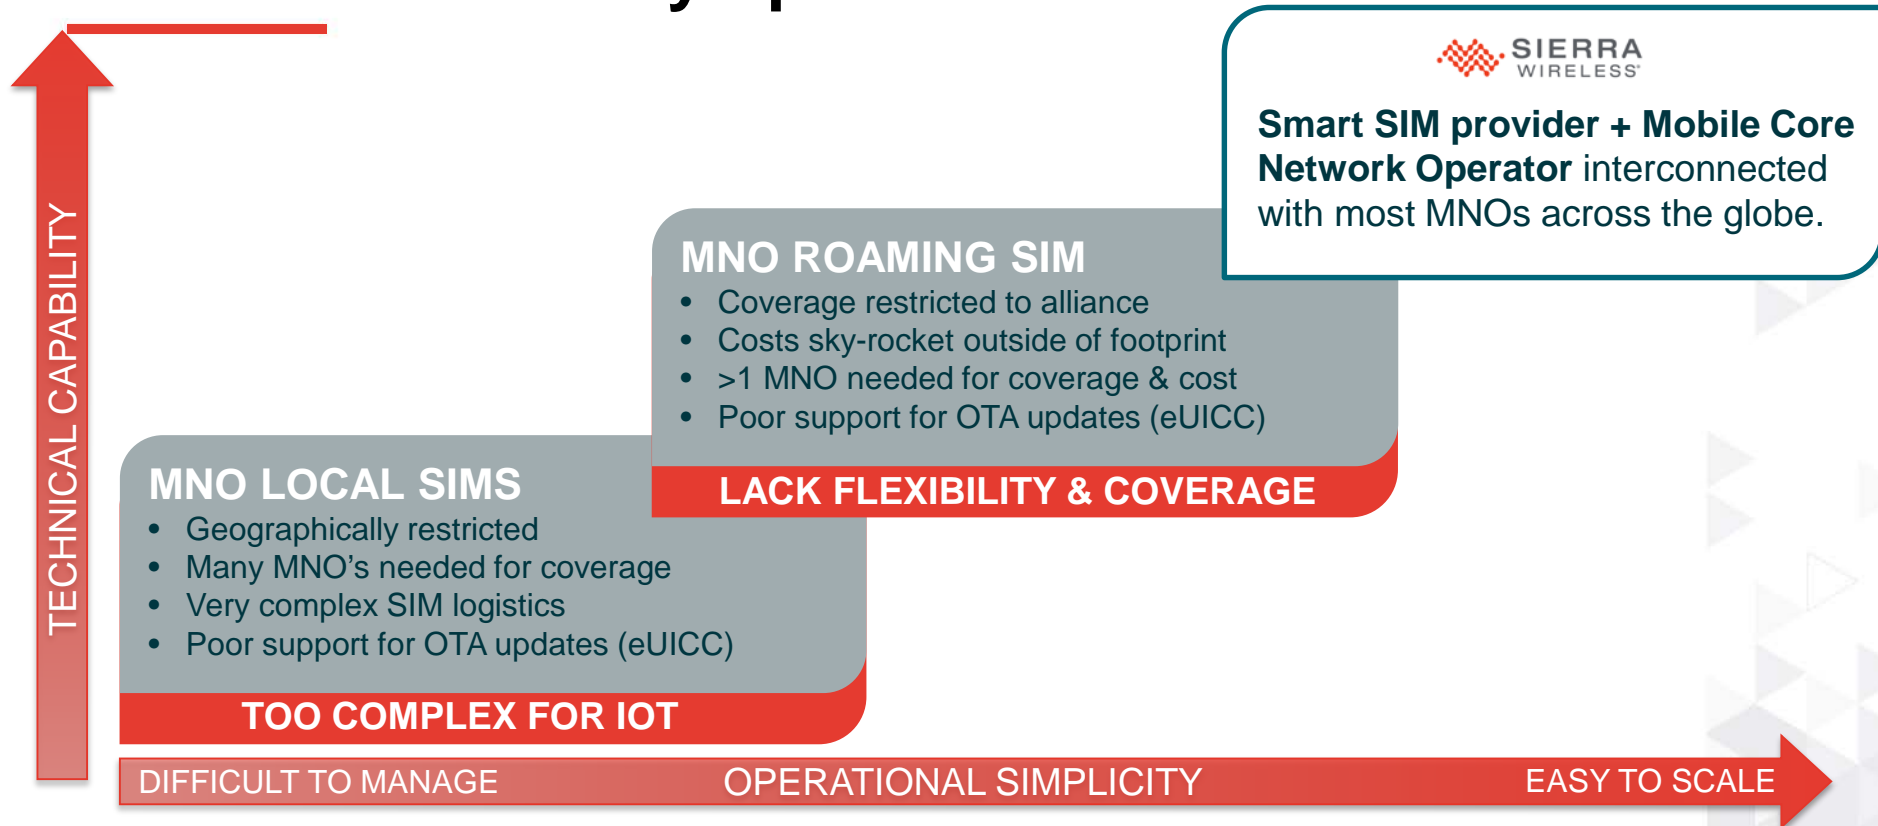 SIERRA
WIRELESS
Smart SIM provider + Mobile Core
Network Operator interconnected
with most MNOs across the globe.
MNO ROAMING SIM
• Coverage restricted to alliance
• Costs sky-rocket outside of footprint
• >1 MNO needed for coverage & cost
• Poor support for OTA updates (eUICC)
LACK FLEXIBILITY & COVERAGE
MNO LOCAL SIMS
• Geographically restricted
• Many MNO’s needed for coverage
• Very complex SIM logistics
• Poor support for OTA updates (eUICC)
TOO COMPLEX FOR IOT
TECHNICAL CAPABILITY
DIFFICULT TO MANAGE OPERATIONAL SIMPLICITY EASY TO SCALE